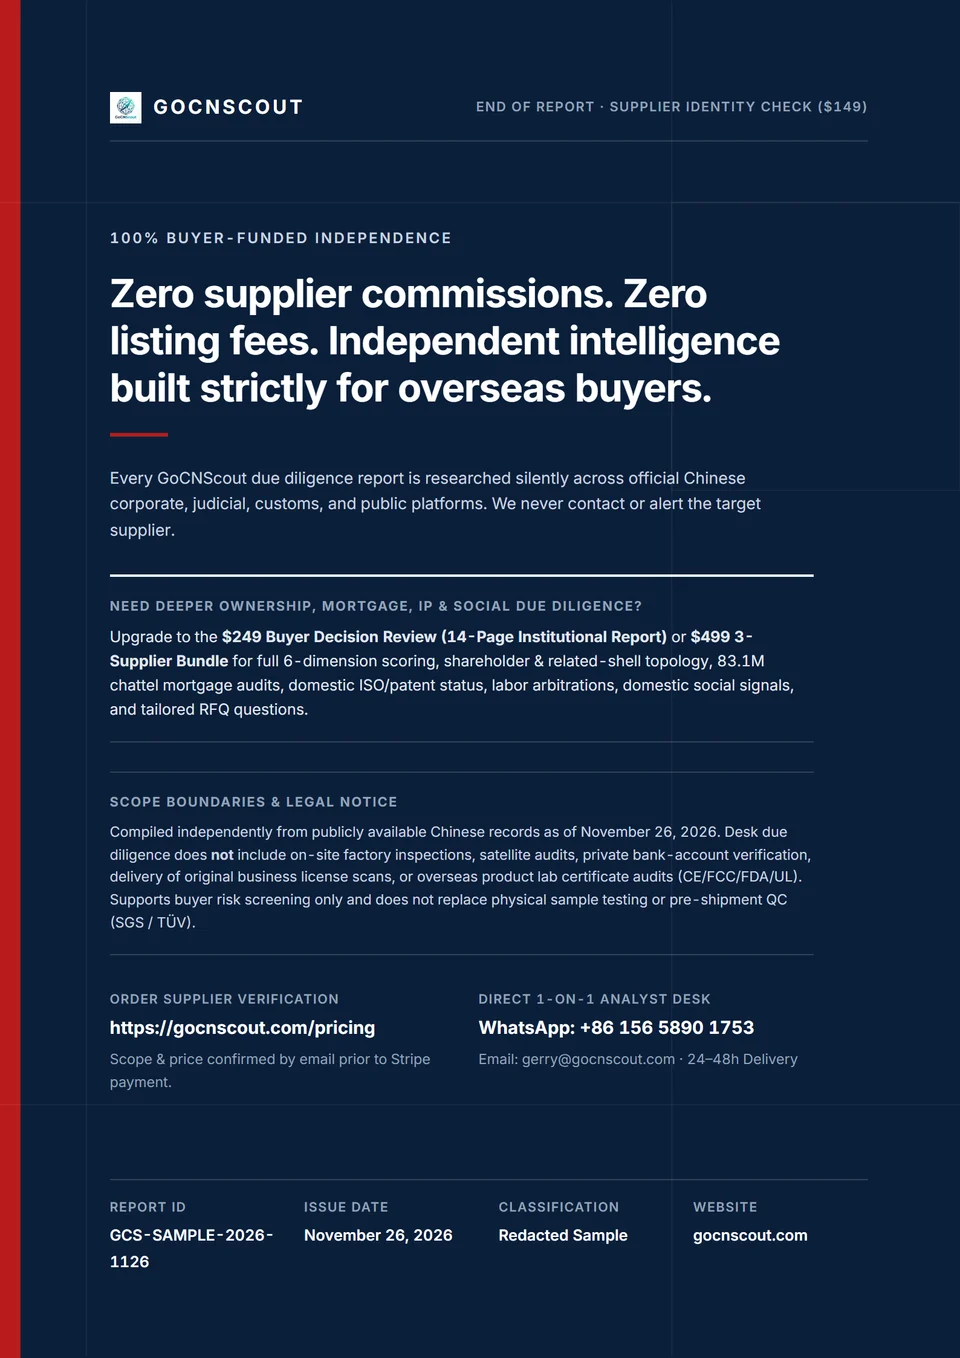 GOCNSCOUT
END OF REPORT · SUPPLIER IDENTITY CHECK ($149)
100% BUYER-FUNDED INDEPENDENCE
Zero supplier commissions. Zero
listing fees. Independent intelligence
built strictly for overseas buyers.
Every GoCNScout due diligence report is researched silently across official Chinese
corporate, judicial, customs, and public platforms. We never contact or alert the target
supplier.
NEED DEEPER OWNERSHIP, MORTGAGE, IP & SOCIAL DUE DILIGENCE?
Upgrade to the $249 Buyer Decision Review (14-Page Institutional Report) or $499 3-
Supplier Bundle for full 6-dimension scoring, shareholder & related-shell topology, 83.1M
chattel mortgage audits, domestic ISO/patent status, labor arbitrations, domestic social signals,
and tailored RFQ questions.
SCOPE BOUNDARIES & LEGAL NOTICE
Compiled independently from publicly available Chinese records as of November 26, 2026. Desk due
diligence does not include on-site factory inspections, satellite audits, private bank-account verification,
delivery of original business license scans, or overseas product lab certificate audits (CE/FCC/FDA/UL).
Supports buyer risk screening only and does not replace physical sample testing or pre-shipment QC
(SGS / TÜV).
ORDER SUPPLIER VERIFICATION
https://gocnscout.com/pricing
Scope & price confirmed by email prior to Stripe
payment.
DIRECT 1-ON-1 ANALYST DESK
WhatsApp: +86 156 5890 1753
Email: gerry@gocnscout.com · 24–48h Delivery
REPORT ID
GCS-SAMPLE-2026-
1126
ISSUE DATE
November 26, 2026
CLASSIFICATION
Redacted Sample
WEBSITE
gocnscout.com